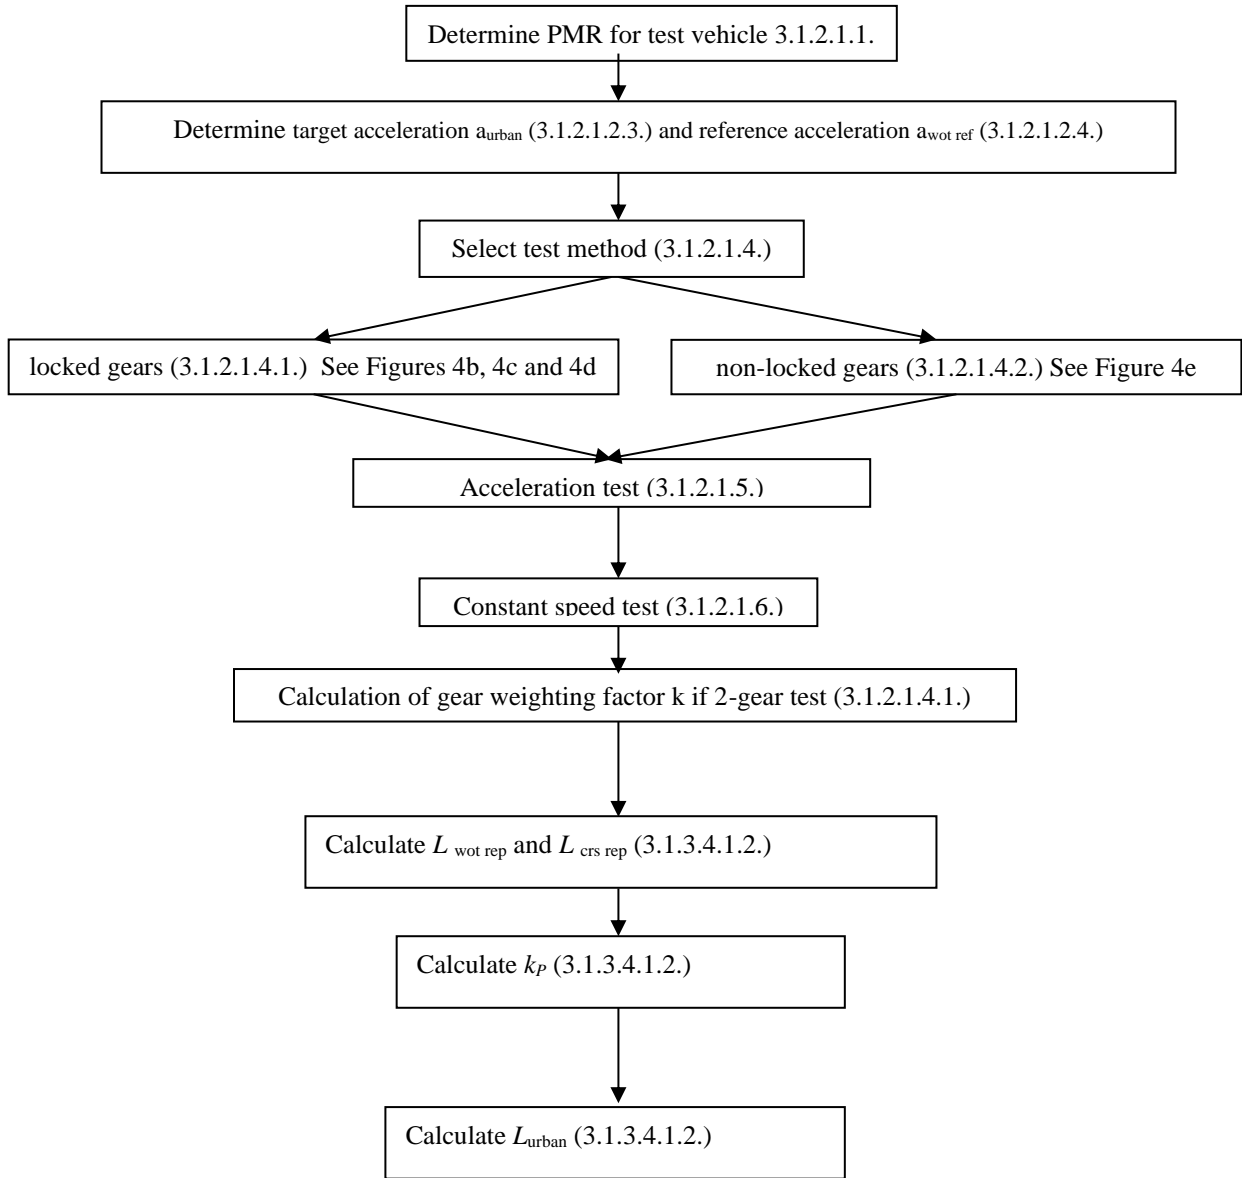 Determine PMR for test vehicle 3.1.2.1.1.
Determine target acceleration aurban (3.1.2.1.2.3.) and reference acceleration awot ref (3.1.2.1.2.4.)
Select test method (3.1.2.1.4.)
locked gears (3.1.2.1.4.1.) See Figures 4b, 4c and 4d
non-locked gears (3.1.2.1.4.2.) See Figure 4e
Acceleration test (3.1.2.1.5.)
Constant speed test (3.1.2.1.6.)
Calculation of gear weighting factor k if 2-gear test (3.1.2.1.4.1.)
Calculate L wot rep and L crs rep (3.1.3.4.1.2.)
Calculate kP (3.1.3.4.1.2.)
Calculate Lurban (3.1.3.4.1.2.)